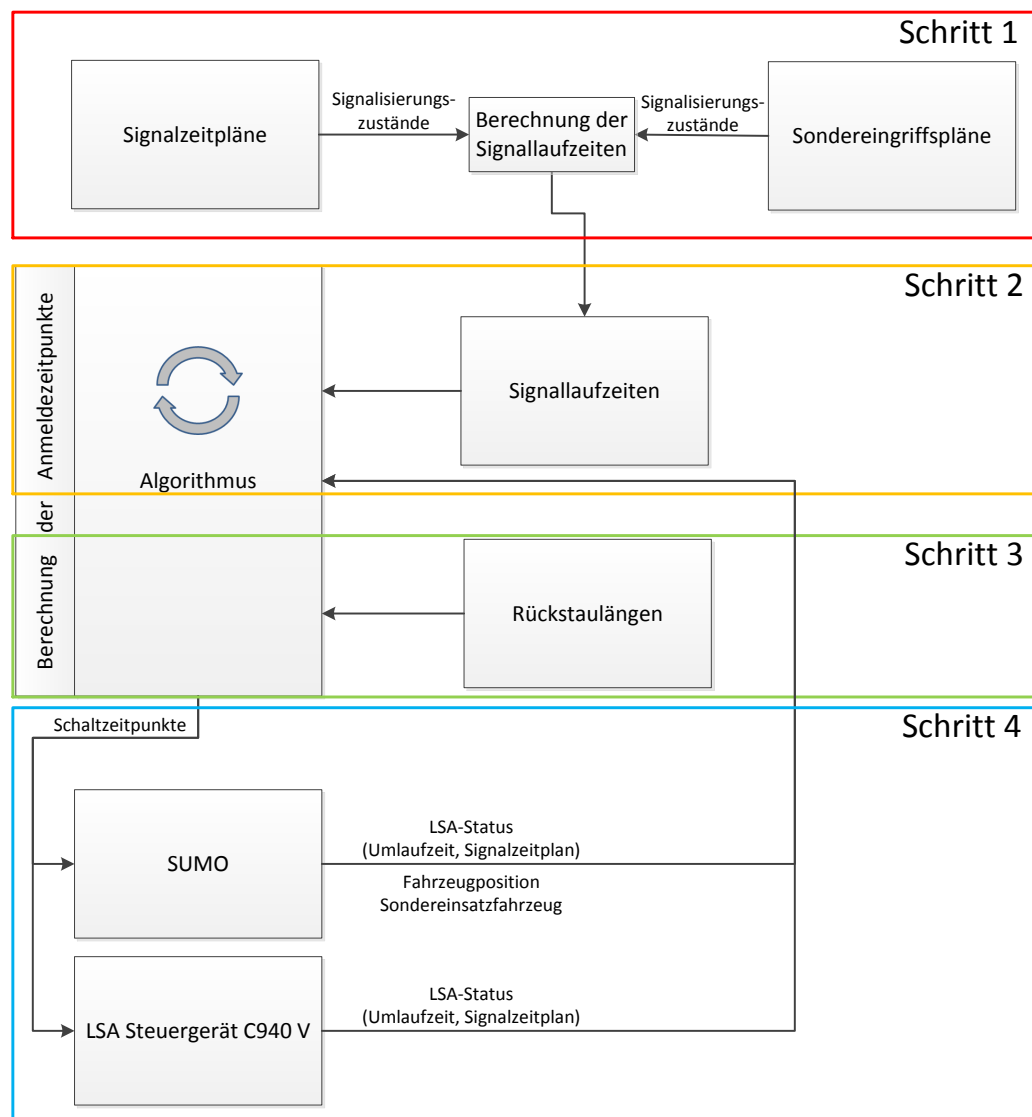 Schritt 1
Signalzeitpläne
Signalisierungs-
zustände
Berechnung der
Signallaufzeiten
Signalisierungs-
zustände
Sondereingriffspläne
Schritt 2
Berechnung der Anmeldezeitpunkte
Algorithmus
Signallaufzeiten
Schritt 3
Rückstaulängen
Schritt 4
Schaltzeitpunkte
SUMO
LSA-Status
(Umlaufzeit, Signalzeitplan)
Fahrzeugposition
Sondereinsatzfahrzeug
LSA Steuergerät C940 V
LSA-Status
(Umlaufzeit, Signalzeitplan)